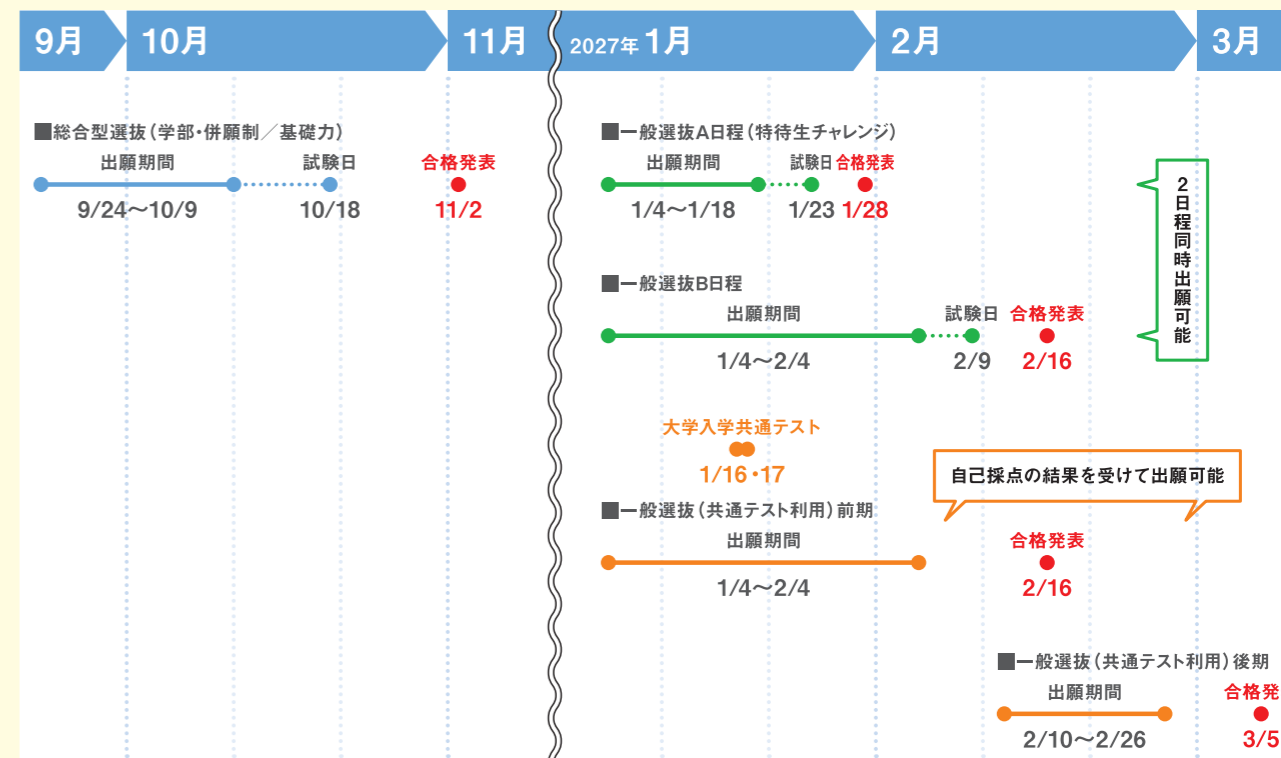 9月 10月 11月 2027年1月 2月 3月
■総合型選抜（学部・併願制／基礎力）
出願期間 試験日 合格発表
9/24〜10/9 10/18 11/2
■一般選抜A日程（特待生チャレンジ）
出願期間 試験日 合格発表
1/4〜1/18 1/23 1/28
■一般選抜B日程
出願期間 試験日 合格発表
1/4〜2/4 2/9 2/16
2日程同時出願可能
大学入学共通テスト
1/16・17
自己採点の結果を受けて出願可能
■一般選抜（共通テスト利用）前期
出願期間 合格発表
1/4〜2/4 2/16
■一般選抜（共通テスト利用）後期
出願期間 合格発
2/10〜2/26 3/5